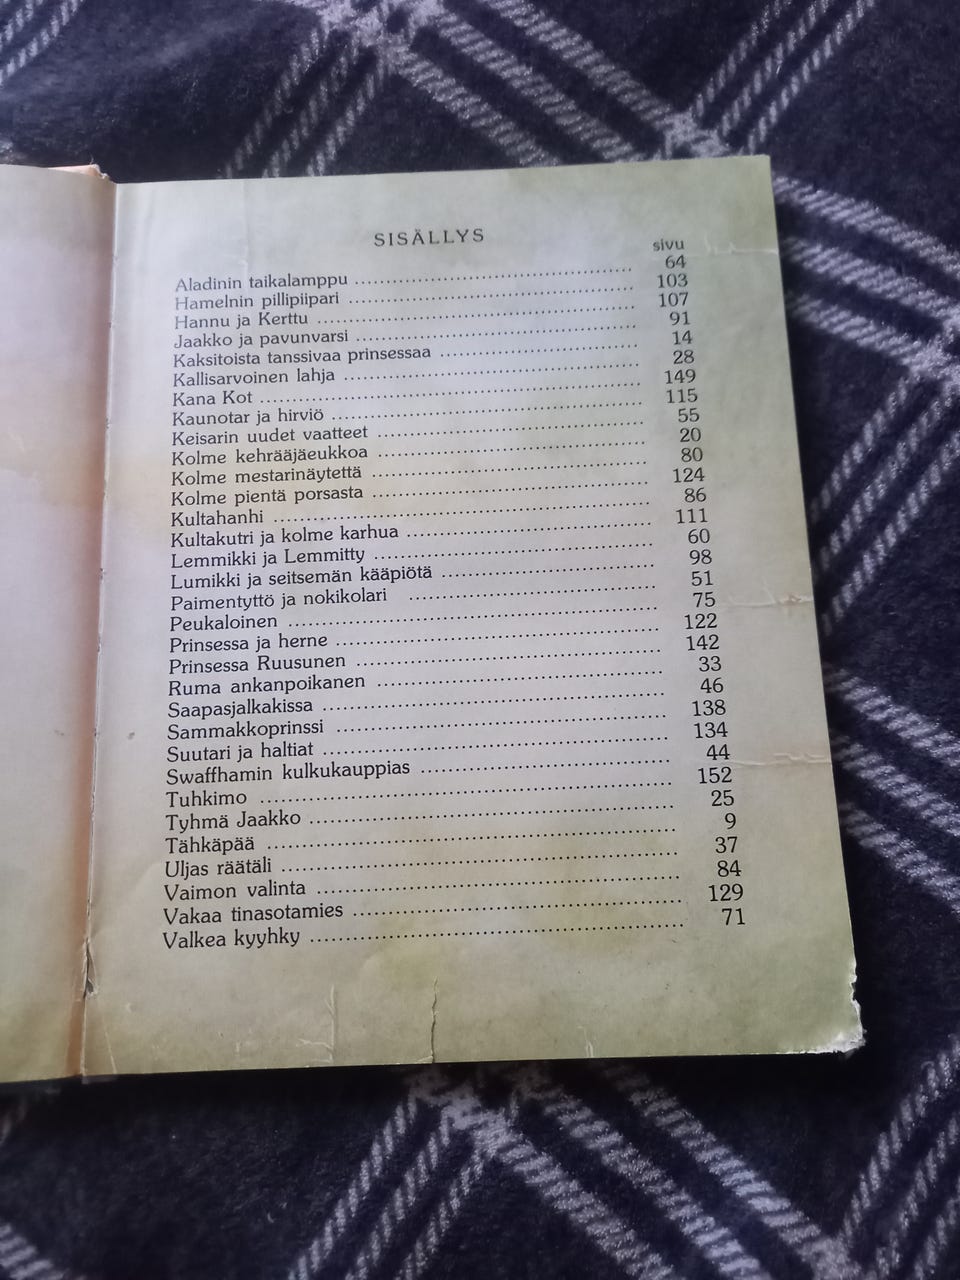 SISÄLLYS
sivu
Aladinin taikalamppu 64
Hamelnin pillipiipari 103
Hannu ja Kerttu 107
Jaakko ja pavunvarsi 91
Kaksitoista tanssivaa prinsessaa 14
Kallisarvoinen lahja 28
Kana Kot 149
Kaunotar ja hirviö 115
Keisarin uudet vaatteet 55
Kolme kehrääjäeukkoa 20
Kolme mestarinäytettä 80
Kolme pientä porsasta 124
Kultahanhi 86
Kultakutri ja kolme karhua 111
Lemmikki ja Lemmitty 60
Lumikki ja seitsemän kääpiötä 98
Paimentyttö ja nokikolari 51
Peukaloinen 75
Prinsessa ja herne 122
Prinsessa Ruusunen 142
Ruma ankanpoikanen 33
Saapasjalkakissa 46
Sammakkoprinssi 138
Suutari ja haltiat 134
Swaffhamin kulkukauppias 44
Tuhkimo 152
Tyhmä Jaakko 25
Tähkäpää 9
Uljas räätäli 37
Vaimon valinta 84
Vakaa tinasotamies 129
Valkea kyyhky 71